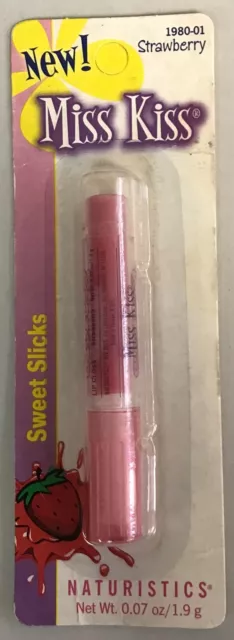 New!
1980-01
Strawberry
Miss Kiss®
Miss Kiss
Sweet Slicks
NATURISTICS®
Net Wt. 0.07 oz/1.9 g